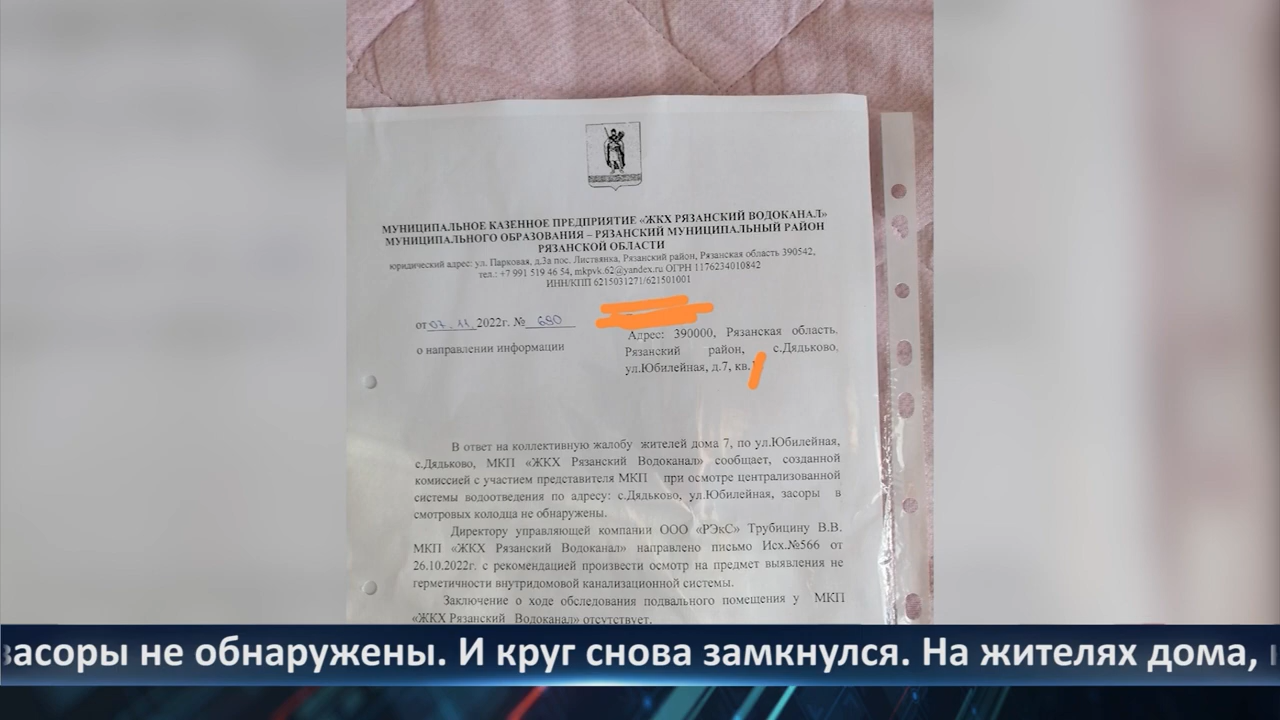 МУНИЦИПАЛЬНОЕ КАЗЕННОЕ ПРЕДПРИЯТИЕ «ЖКХ РЯЗАНСКИЙ ВОДОКАНАЛ»
МУНИЦИПАЛЬНОГО ОБРАЗОВАНИЯ – РЯЗАНСКИЙ МУНИЦИПАЛЬНЫЙ РАЙОН
РЯЗАНСКОЙ ОБЛАСТИ
юридический адрес: ул. Парковая, д.3а пос. Листвянка, Рязанский район, Рязанская область 390542,
тел.: +7 991 519 46 54, mkpvk.62@yandex.ru ОГРН 1176234010842
ИНН/КПП 6215031271/621501001
от 07.11.2022г. № 690
о направлении информации
Адрес: 390000, Рязанская область,
Рязанский район, с.Дядьково,
ул.Юбилейная, д.7, кв.
В ответ на коллективную жалобу жителей дома 7, по ул.Юбилейная,
с.Дядьково, МКП «ЖКХ Рязанский Водоканал» сообщает, созданной
комиссией с участием представителя МКП при осмотре централизованной
системы водоотведения по адресу: с.Дядьково, ул.Юбилейная, засоры в
смотровых колодца не обнаружены.
Директору управляющей компании ООО «РЭкС» Трубицину В.В.
МКП «ЖКХ Рязанский Водоканал» направлено письмо Исх.№566 от
26.10.2022г. с рекомендацией произвести осмотр на предмет выявления не
герметичности внутридомовой канализационной системы.
Заключение о ходе обследования подвального помещения у МКП
«ЖКХ Рязанский Водоканал» отсутствует.
засоры не обнаружены. И круг снова замкнулся. На жителях дома,